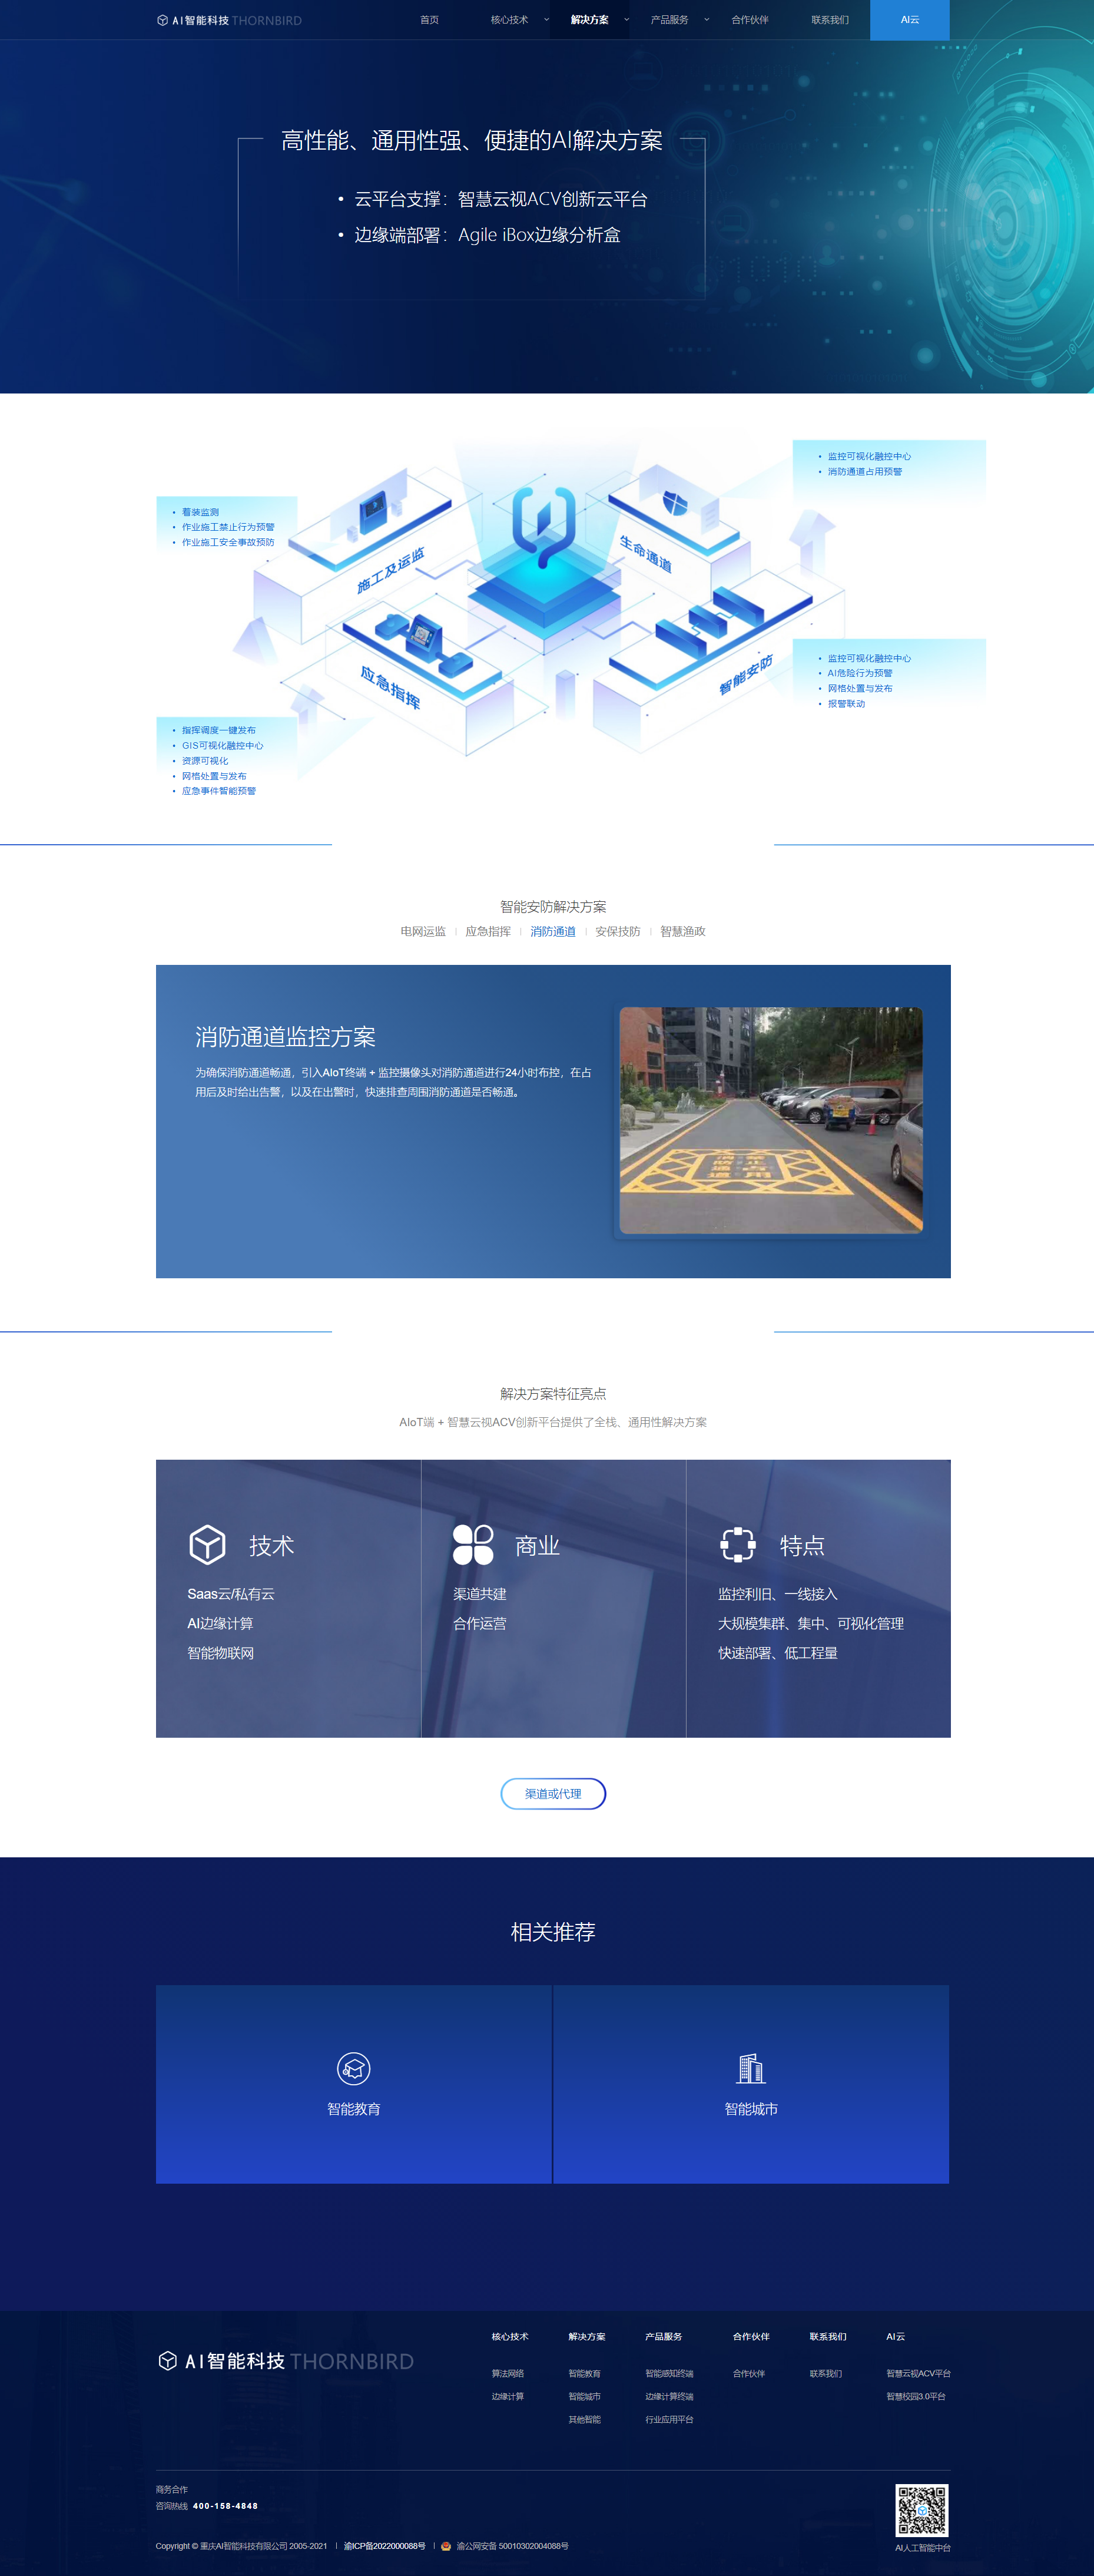 AI智能科技 THORNBIRD
首页
核心技术
解决方案
产品服务
合作伙伴
联系我们
AI云
高性能、通用性强、便捷的AI解决方案
• 云平台支撑：智慧云视ACV创新云平台
• 边缘端部署：Agile iBox边缘分析盒
• 监控可视化融控中心
• 消防通道占用预警
• 着装监测
• 作业施工禁止行为预警
• 作业施工安全事故预防
施工及运监
生命通道
应急指挥
智能安防
• 监控可视化融控中心
• AI危险行为预警
• 网格处置与发布
• 报警联动
• 指挥调度一键发布
• GIS可视化融控中心
• 资源可视化
• 网格处置与发布
• 应急事件智能预警
智能安防解决方案
电网运监 | 应急指挥 | 消防通道 | 安保技防 | 智慧渔政
消防通道监控方案
为确保消防通道畅通，引入AIoT终端 + 监控摄像头对消防通道进行24小时布控，在占
用后及时给出告警，以及在出警时，快速排查周围消防通道是否畅通。
消防通道
禁止占用
解决方案特征亮点
AIoT端 + 智慧云视ACV创新平台提供了全栈、通用性解决方案
技术
Saas云/私有云
AI边缘计算
智能物联网
商业
渠道共建
合作运营
特点
监控利旧、一线接入
大规模集群、集中、可视化管理
快速部署、低工程量
渠道或代理
相关推荐
智能教育
智能城市
AI智能科技 THORNBIRD
核心技术
算法网络
边缘计算
解决方案
智能教育
智能城市
其他智能
产品服务
智能感知终端
边缘计算终端
行业应用平台
合作伙伴
合作伙伴
联系我们
联系我们
AI云
智慧云视ACV平台
智慧校园3.0平台
商务合作
咨询热线 400-158-4848
Copyright © 重庆AI智能科技有限公司 2005-2021 | 渝ICP备2022000088号 | 渝公网安备 50010302004088号
AI人工智能中台